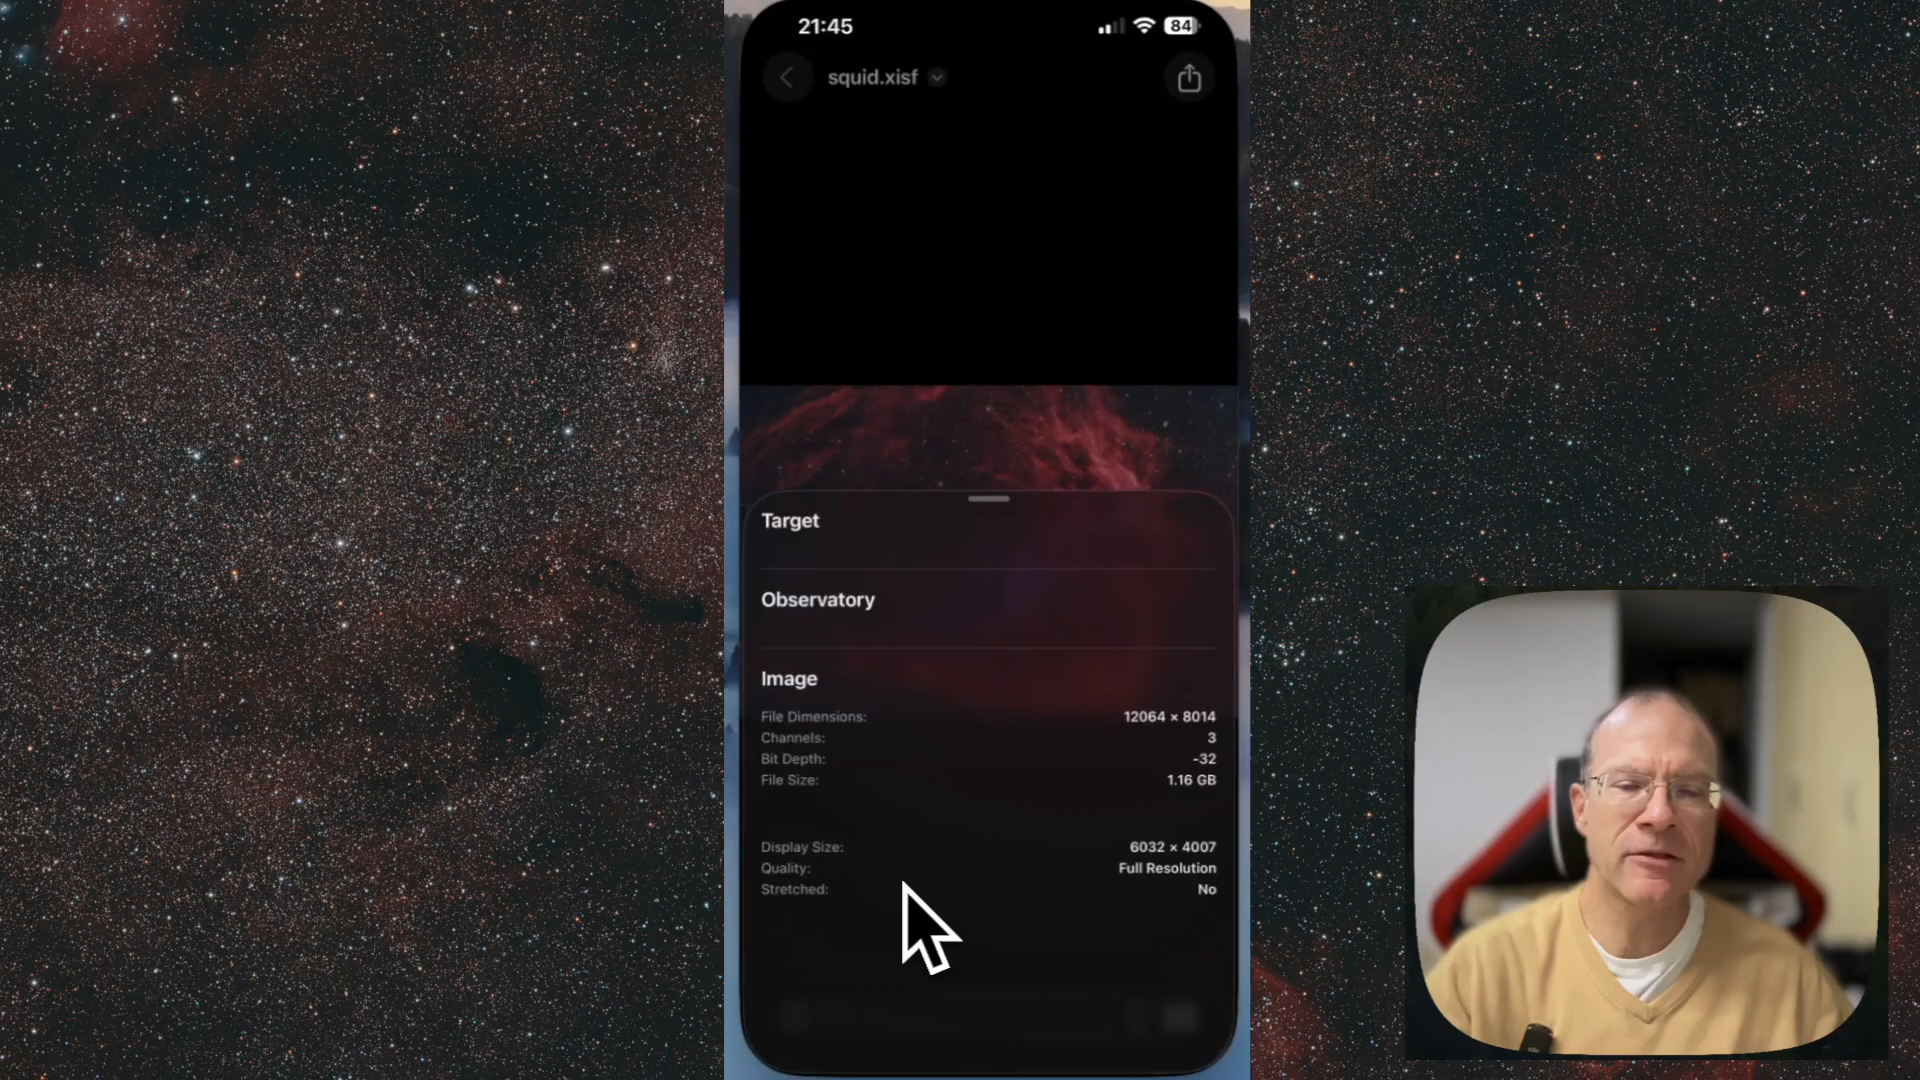 21:45
84
squid.xisf
Target
Observatory
Image
File Dimensions: 12064 × 8014
Channels: 3
Bit Depth: -32
File Size: 1.16 GB
Display Size: 6032 × 4007
Quality: Full Resolution
Stretched: No